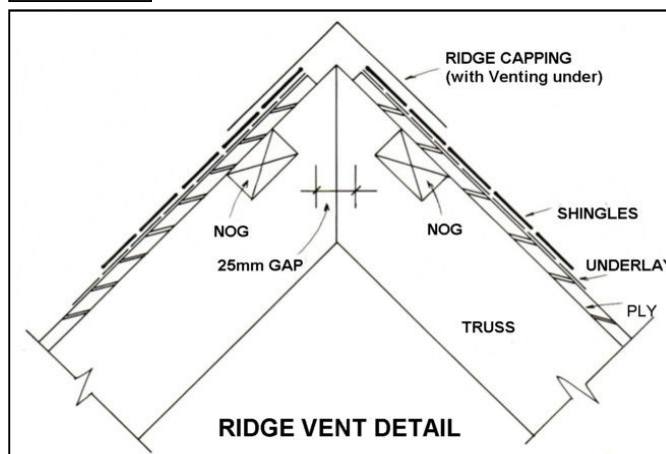 RIDGE CAPPING
(with Venting under)
SHINGLES
NOG
NOG
25mm GAP
UNDERLAY
PLY
TRUSS
RIDGE VENT DETAIL